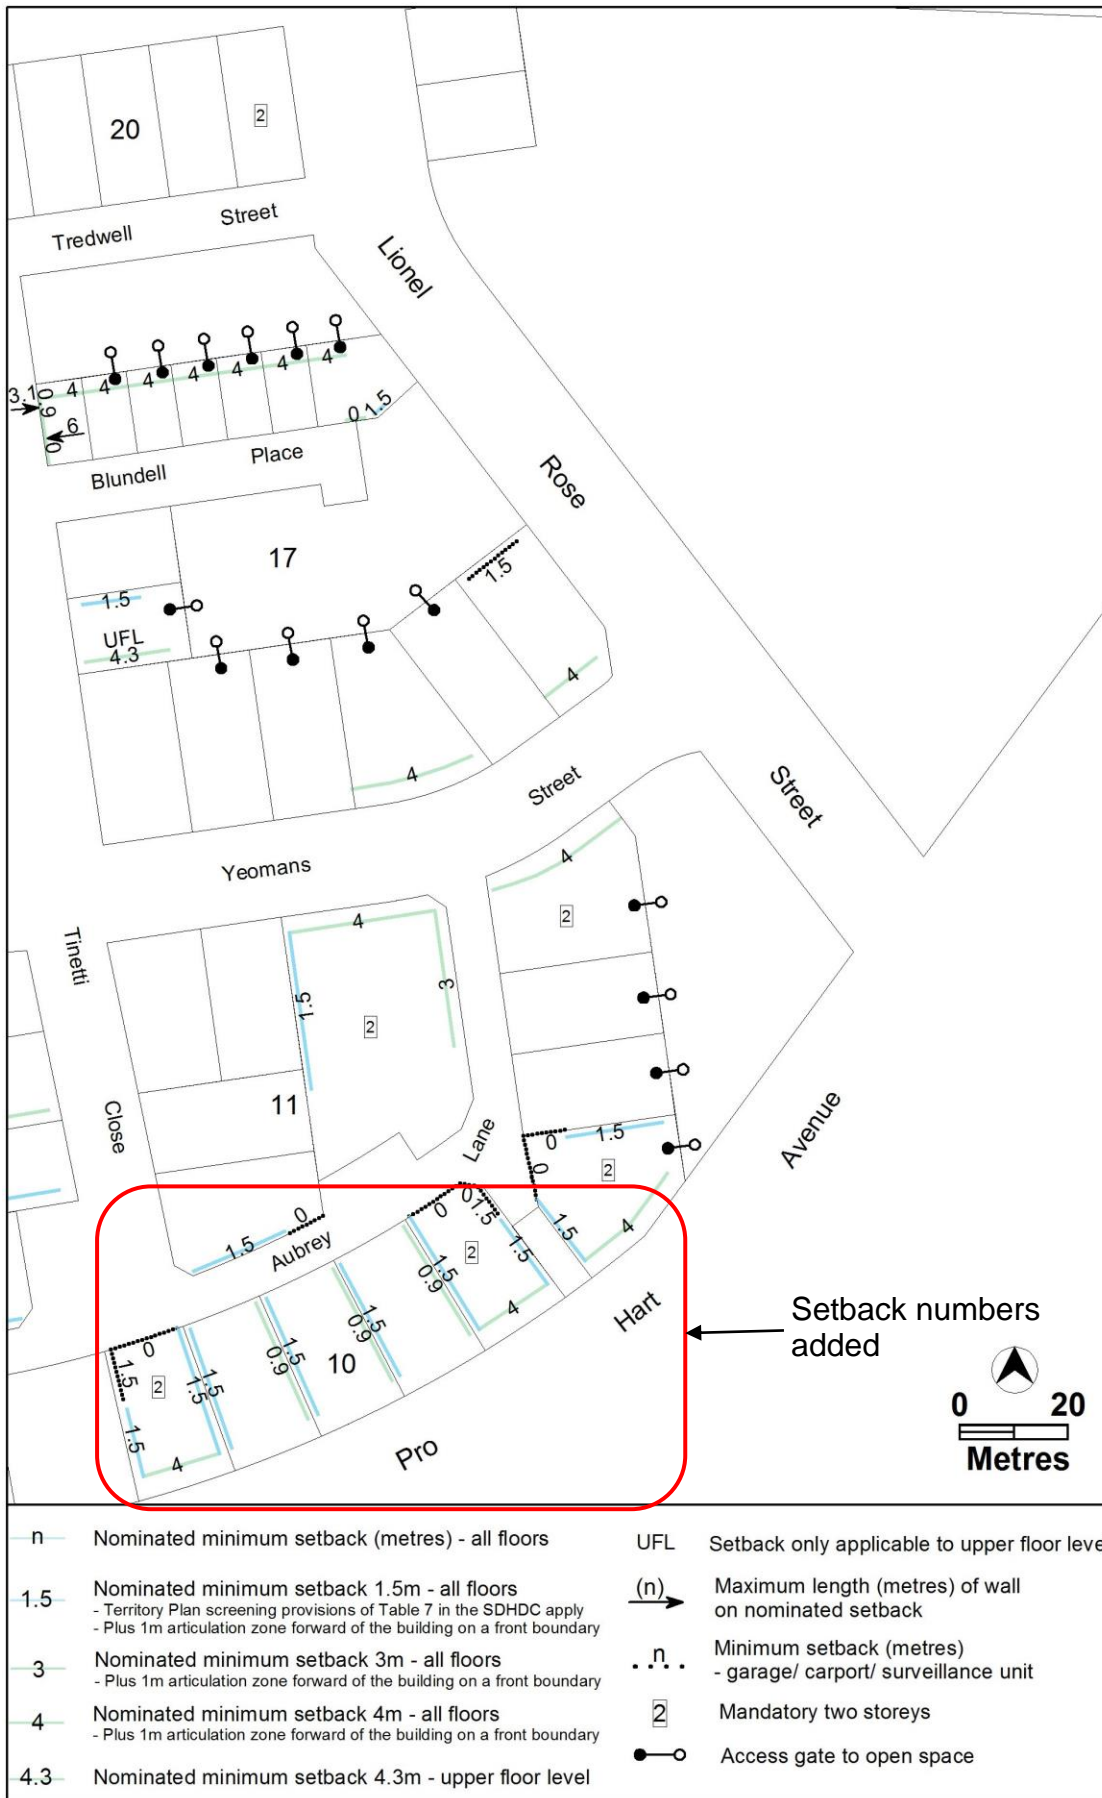 20
2
Tredwell Street
Lionel
4 4 4 4 4 4 4
3.1
0.9
6
0
0 1.5
Blundell Place
Rose
17
1.5
1.5
UFL
4.3
4
4
Street
Street
Yeomans
4
2
4
3
1.5
2
Tinetti
Close
11
Lane
Avenue
0
1.5
0
2
1.5
4
0
1.5
Aubrey
0
0
1.5
2
1.5
1.5
0.9
4
Hart
1.5
0.9
1.5
0.9
10
0
1.5
2
1.5
1.5
1.5
4
Pro
Setback numbers
added
0 20
Metres
n Nominated minimum setback (metres) - all floors
1.5 Nominated minimum setback 1.5m - all floors
- Territory Plan screening provisions of Table 7 in the SDHDC apply
- Plus 1m articulation zone forward of the building on a front boundary
3 Nominated minimum setback 3m - all floors
- Plus 1m articulation zone forward of the building on a front boundary
4 Nominated minimum setback 4m - all floors
- Plus 1m articulation zone forward of the building on a front boundary
4.3 Nominated minimum setback 4.3m - upper floor level
UFL Setback only applicable to upper floor leve
(n) Maximum length (metres) of wall
on nominated setback
n Minimum setback (metres)
- garage/ carport/ surveillance unit
2 Mandatory two storeys
Access gate to open space